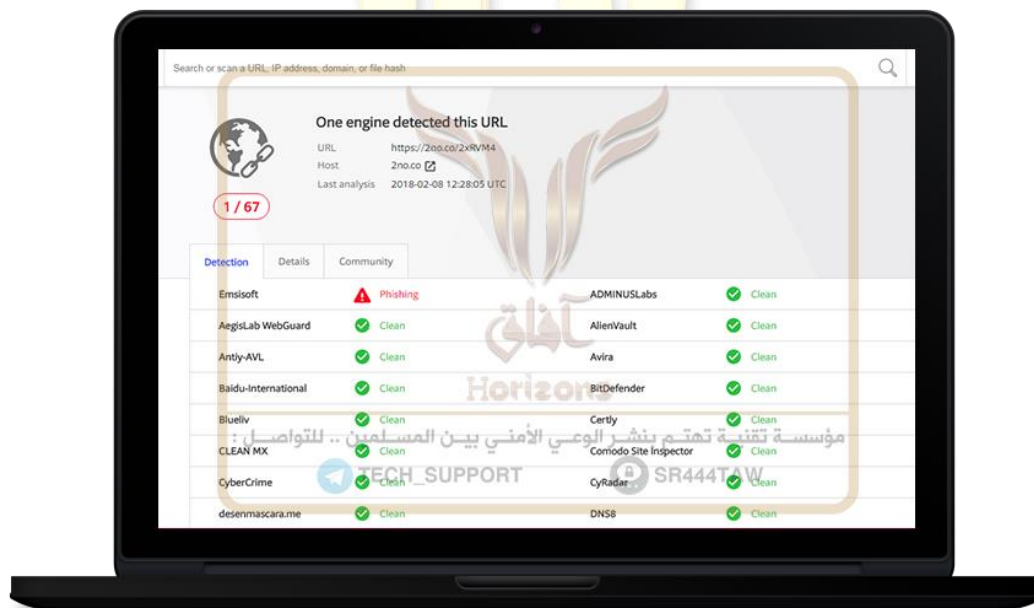 Search or scan a URL, IP address, domain, or file hash
One engine detected this URL
URL https://2no.co/2xRVM4
Host 2no.co
Last analysis 2018-02-08 12:28:05 UTC
1 / 67
Detection Details Community
Emsisoft Phishing ADMINUSLabs Clean
AegisLab WebGuard Clean AlienVault Clean
Antiy-AVL Clean Avira Clean
آفاق
Baidu-International Clean BitDefender Clean
Horizons
Blueliv Clean Certly Clean
مؤسسة تقنية تهتم بنشر الوعي الأمني بين المسلمين .. للتواصل :
CLEAN MX Clean Comodo Site Inspector Clean
TECH_SUPPORT SR444TAW
CyberCrime Clean CyRadar Clean
desenmascara.me Clean DNS8 Clean